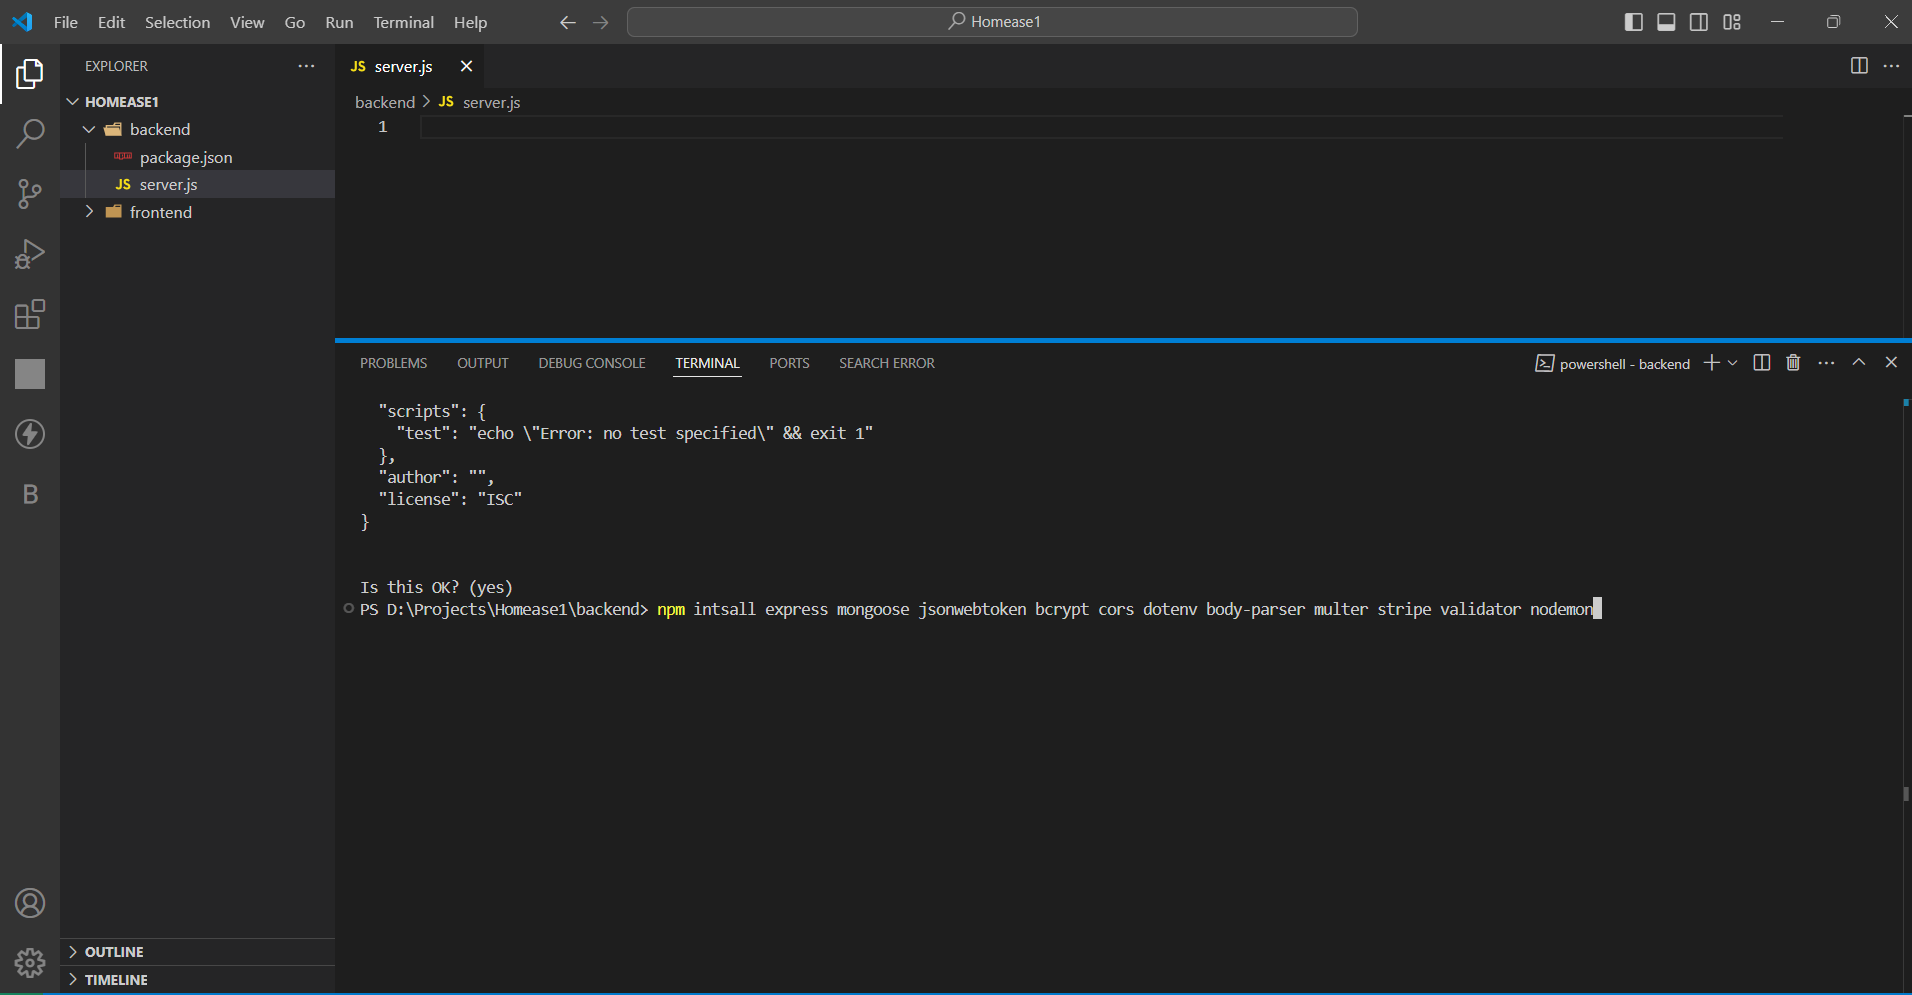 File Edit Selection View Go Run Terminal Help
Homease1
EXPLORER
HOMEASE1
backend
package.json
JS server.js
frontend
OUTLINE
TIMELINE
JS server.js
backend > JS server.js
1
PROBLEMS OUTPUT DEBUG CONSOLE TERMINAL PORTS SEARCH ERROR
powershell - backend
"scripts": {
"test": "echo \"Error: no test specified\" && exit 1"
},
"author": "",
"license": "ISC"
}
Is this OK? (yes)
PS D:\Projects\Homease1\backend> npm intsall express mongoose jsonwebtoken bcrypt cors dotenv body-parser multer stripe validator nodemon
B